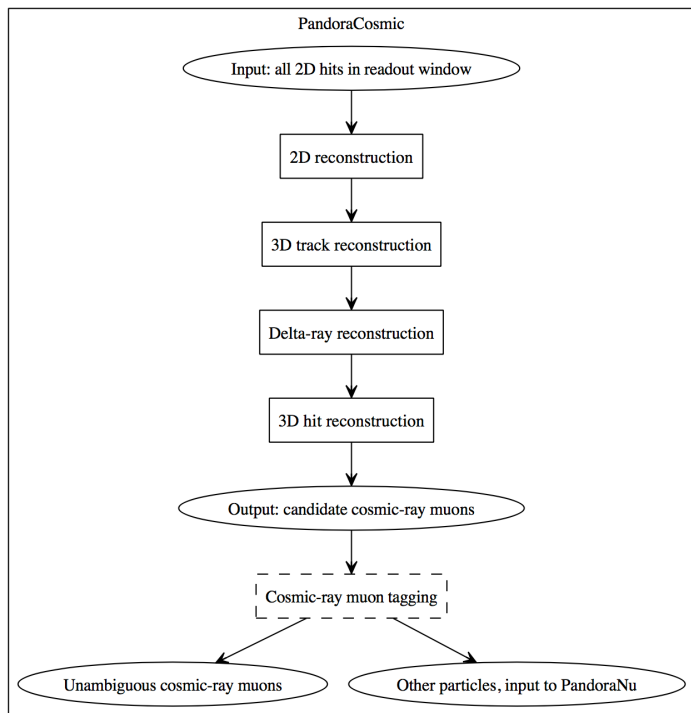 PandoraCosmic
Input: all 2D hits in readout window
2D reconstruction
3D track reconstruction
Delta-ray reconstruction
3D hit reconstruction
Output: candidate cosmic-ray muons
Cosmic-ray muon tagging
Unambiguous cosmic-ray muons
Other particles, input to PandoraNu